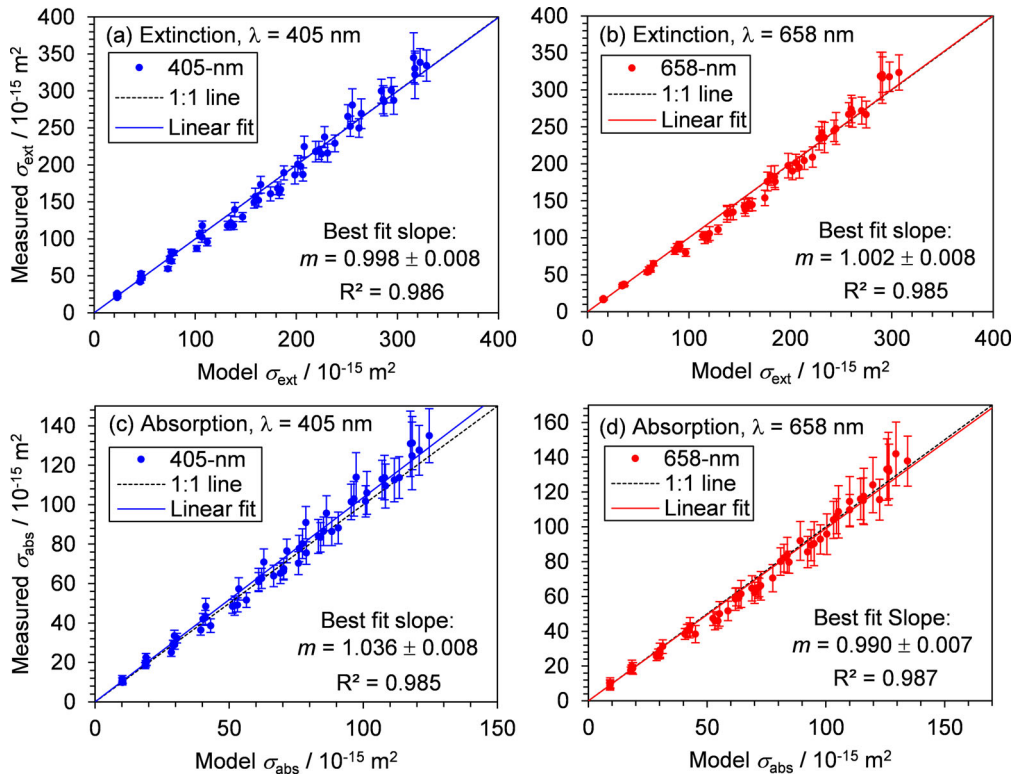 (a) Extinction, λ = 405 nm
405-nm
1:1 line
Linear fit
Best fit slope:
m = 0.998 ± 0.008
R² = 0.986
Measured σext / 10-15 m2
400
350
300
250
200
150
100
50
0
0 100 200 300 400
Model σext / 10-15 m2
(b) Extinction, λ = 658 nm
658-nm
1:1 line
Linear fit
Best fit slope:
m = 1.002 ± 0.008
R² = 0.985
400
350
300
250
200
150
100
50
0
0 100 200 300 400
Model σext / 10-15 m2
(c) Absorption, λ = 405 nm
405-nm
1:1 line
Linear fit
Best fit slope:
m = 1.036 ± 0.008
R² = 0.985
Measured σabs / 10-15 m2
140
120
100
80
60
40
20
0
0 50 100 150
Model σabs / 10-15 m2
(d) Absorption, λ = 658 nm
658-nm
1:1 line
Linear fit
Best fit Slope:
m = 0.990 ± 0.007
R² = 0.987
160
140
120
100
80
60
40
20
0
0 50 100 150
Model σabs / 10-15 m2